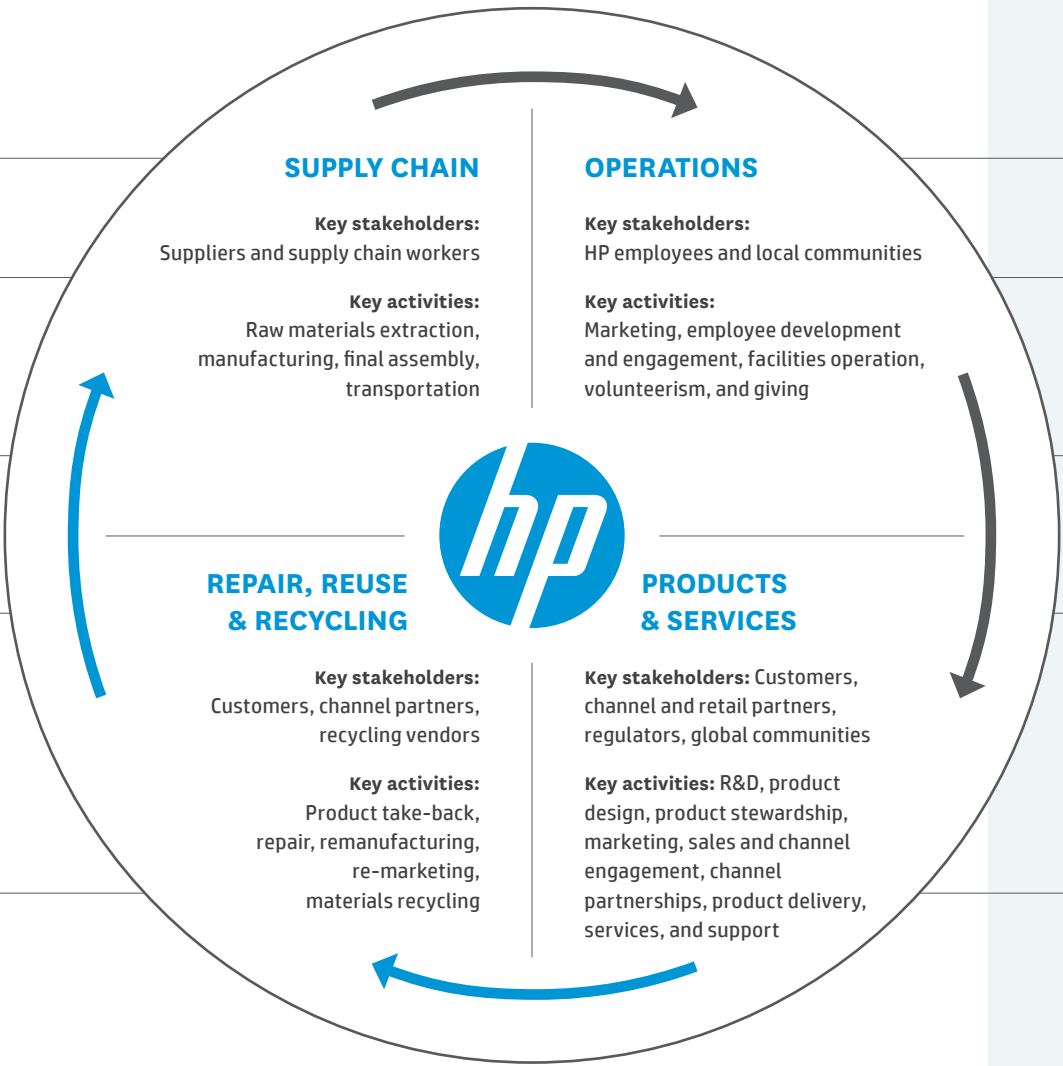 SUPPLY CHAIN
Key stakeholders:
Suppliers and supply chain workers
Key activities:
Raw materials extraction,
manufacturing, final assembly,
transportation
OPERATIONS
Key stakeholders:
HP employees and local communities
Key activities:
Marketing, employee development
and engagement, facilities operation,
volunteerism, and giving
hp
REPAIR, REUSE
& RECYCLING
Key stakeholders:
Customers, channel partners,
recycling vendors
Key activities:
Product take-back,
repair, remanufacturing,
re-marketing,
materials recycling
PRODUCTS
& SERVICES
Key stakeholders: Customers,
channel and retail partners,
regulators, global communities
Key activities: R&D, product
design, product stewardship,
marketing, sales and channel
engagement, channel
partnerships, product delivery,
services, and support